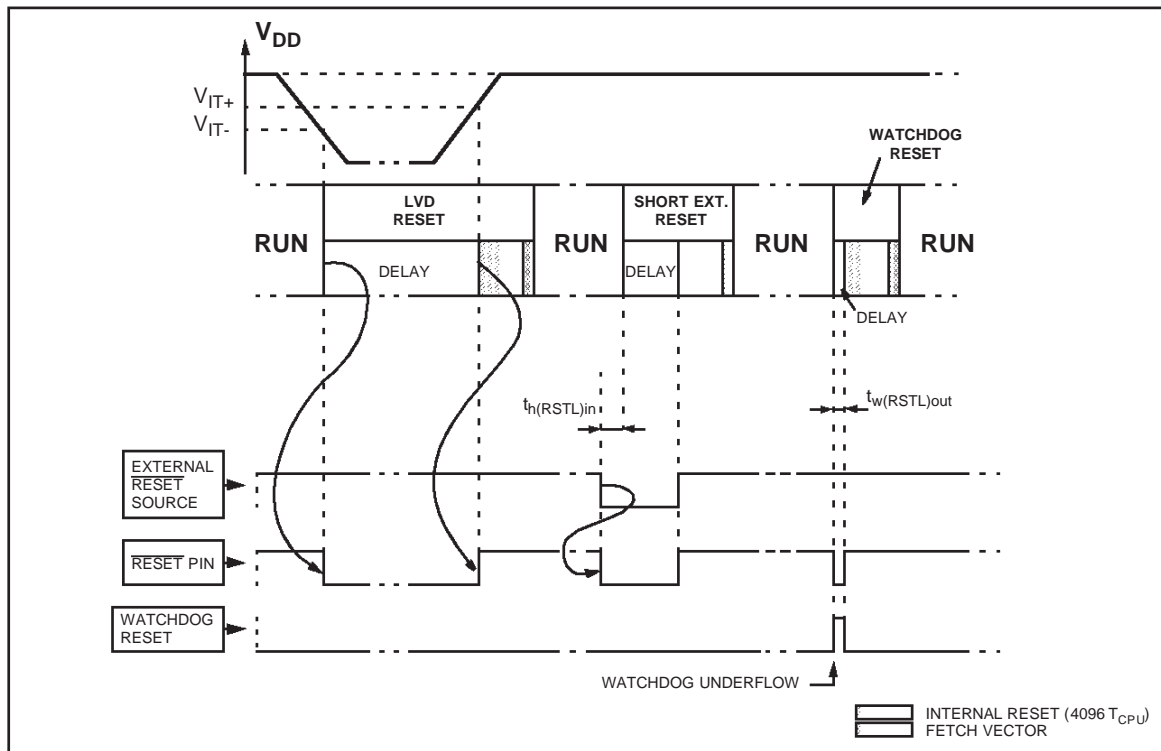 VDD
VIT+
VIT-
WATCHDOG
RESET
LVD
RESET
SHORT EXT.
RESET
RUN
RUN
RUN
RUN
DELAY
DELAY
DELAY
th(RSTL)in
tw(RSTL)out
EXTERNAL
RESET
SOURCE
RESET PIN
WATCHDOG
RESET
WATCHDOG UNDERFLOW
INTERNAL RESET (4096 TCPU)
FETCH VECTOR